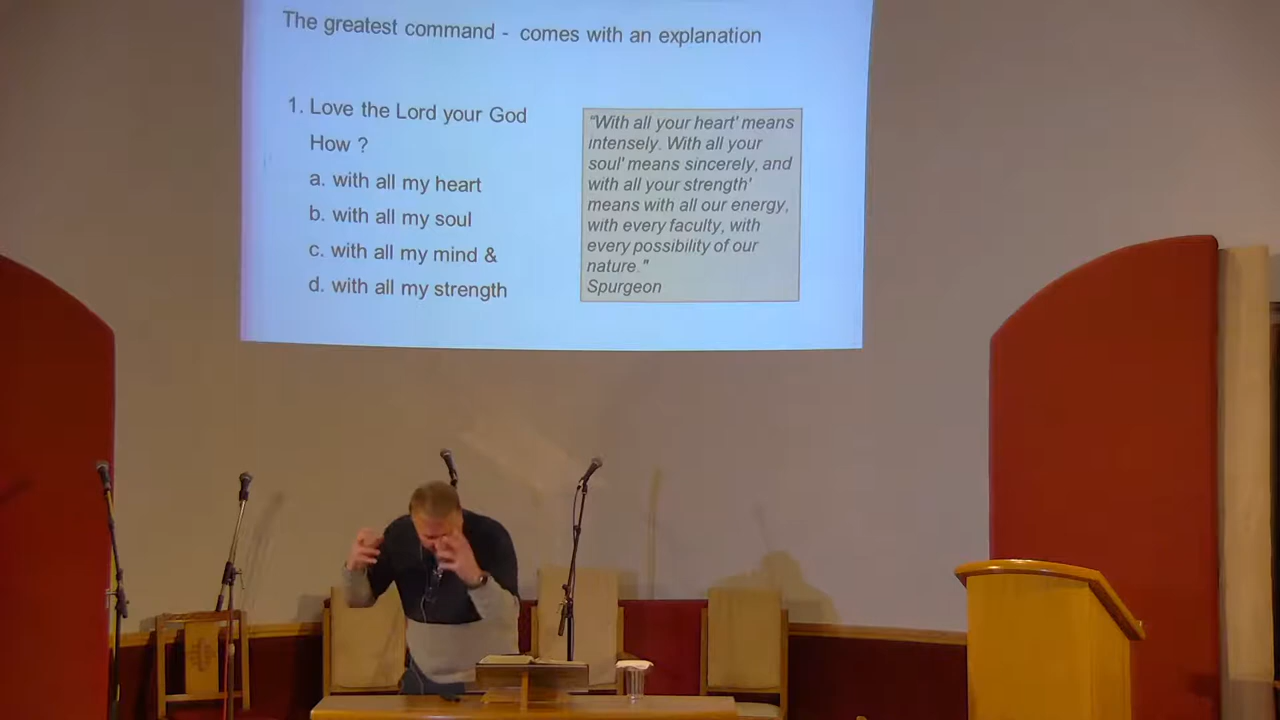 The greatest command - comes with an explanation
1. Love the Lord your God
How ?
a. with all my heart
b. with all my soul
c. with all my mind &
d. with all my strength
"With all your heart' means
intensely. With all your
soul' means sincerely, and
with all your strength'
means with all our energy,
with every faculty, with
every possibility of our
nature."
Spurgeon